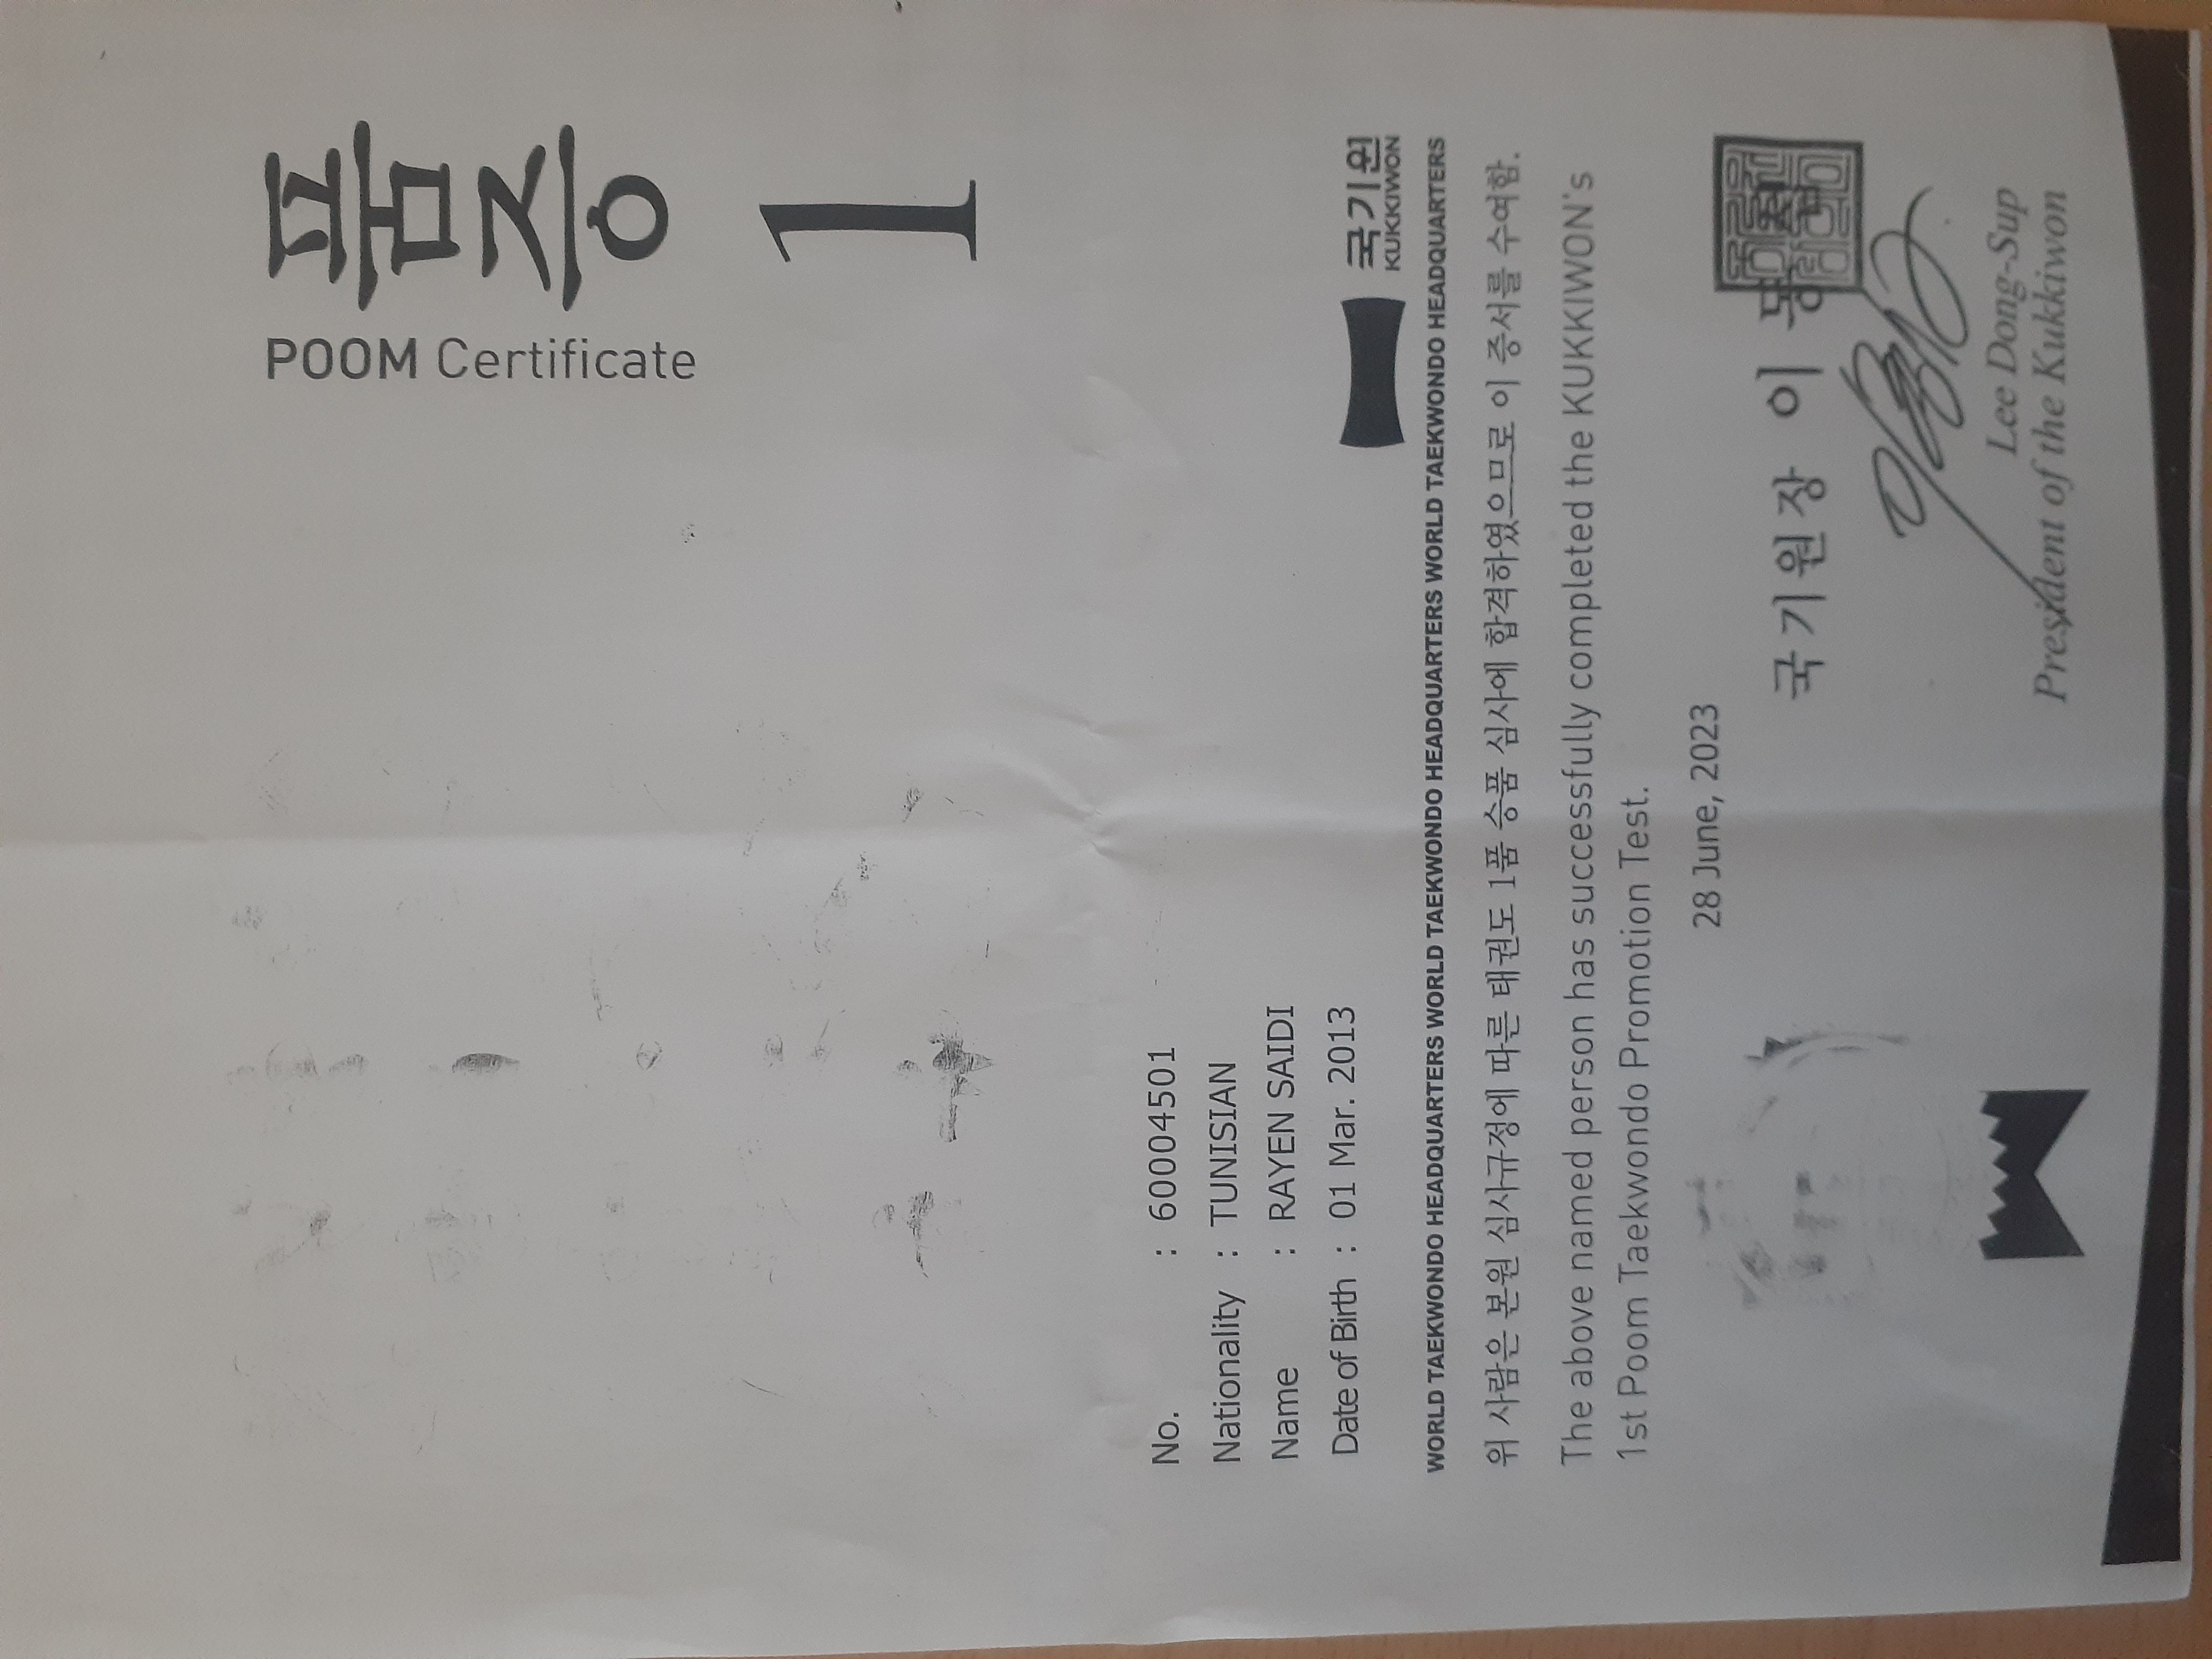 품증
POOM Certificate
1
No. : 60004501
Nationality : TUNISIAN
Name : RAYEN SAIDI
Date of Birth : 01 Mar. 2013
국기원
KUKKIWON
WORLD TAEKWONDO HEADQUARTERS WORLD TAEKWONDO HEADQUARTERS WORLD TAEKWONDO HEADQUARTERS WORLD TAEKWONDO HEADQUARTERS
위 사람은 본원 심사규정에 따른 태권도 1품 승품 심사에 합격하였으므로 이 증서를 수여함.
The above named person has successfully completed the KUKKIWON's
1st Poom Taekwondo Promotion Test.
28 June, 2023
국기원장 이 동
Lee Dong-Sup
President of the Kukkiwon